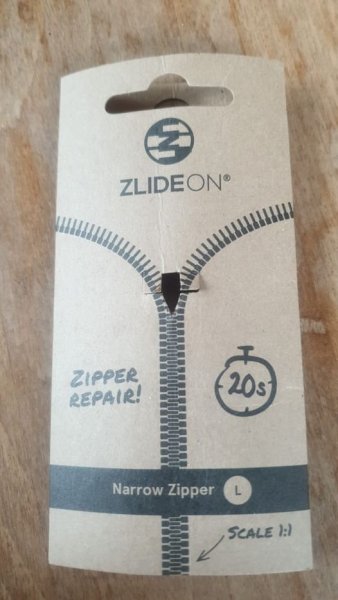 ZLIDEON®
ZIPPER
REPAIR!
20s
Narrow Zipper L
SCALE 1:1